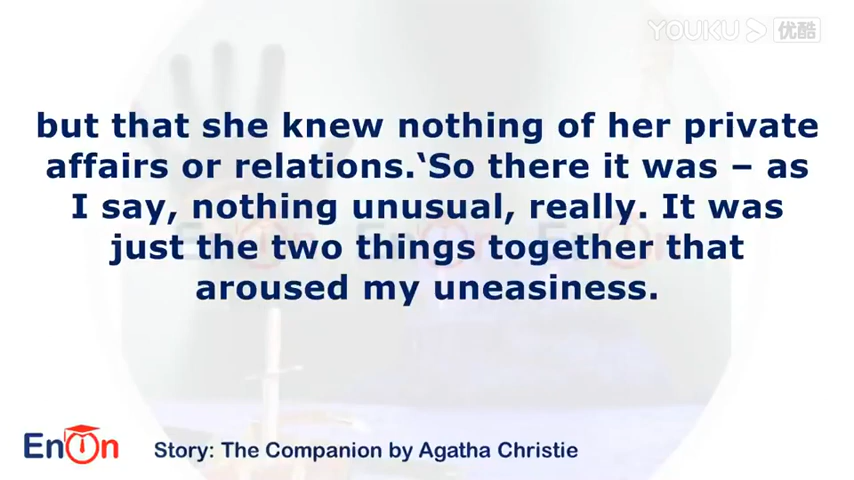 YOUKU 优酷
but that she knew nothing of her private
affairs or relations.‘So there it was – as
I say, nothing unusual, really. It was
just the two things together that
aroused my uneasiness.
EnOn
Story: The Companion by Agatha Christie